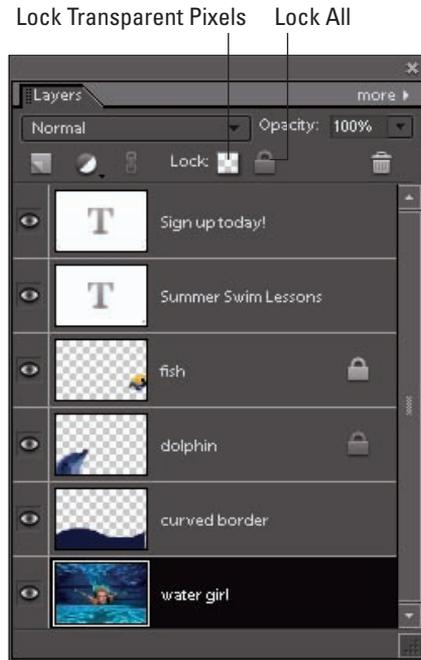 Lock Transparent Pixels Lock All
Layers more
Normal Opacity: 100%
Lock:
T Sign up today!
T Summer Swim Lessons
fish
dolphin
curved border
water girl